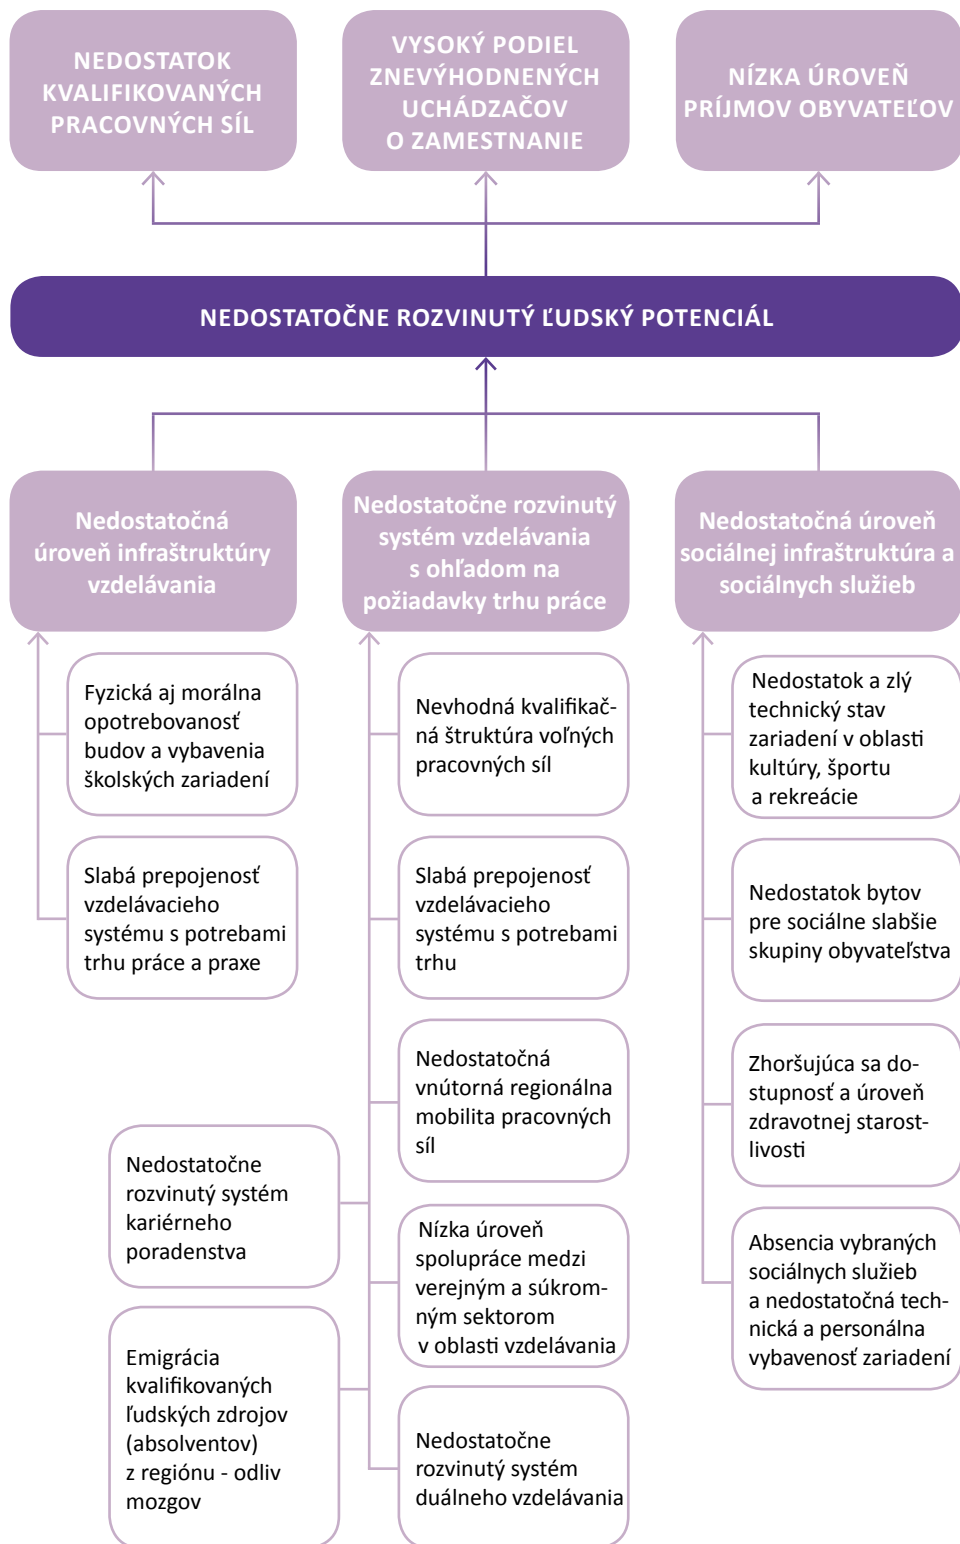 NEDOSTATOK
KVALIFIKOVANÝCH
PRACOVNÝCH SÍL
VYSOKÝ PODIEL
ZNEVÝHODNENÝCH
UCHÁDZAČOV
O ZAMESTNANIE
NÍZKA ÚROVEŇ
PRÍJMOV OBYVATEĽOV
NEDOSTATOČNE ROZVINUTÝ ĽUDSKÝ POTENCIÁL
Nedostatočná
úroveň infraštruktúry
vzdelávania
Nedostatočne rozvinutý
systém vzdelávania
s ohľadom na
požiadavky trhu práce
Nedostatočná úroveň
sociálnej infraštruktúra a
sociálnych služieb
Fyzická aj morálna
opotrebovanosť
budov a vybavenia
školských zariadení
Slabá prepojenosť
vzdelávacieho
systému s potrebami
trhu práce a praxe
Nevhodná kvalifikač-
ná štruktúra voľných
pracovných síl
Slabá prepojenosť
vzdelávacieho
systému s potrebami
trhu
Nedostatočná
vnútorná regionálna
mobilita pracovných
síl
Nedostatočne
rozvinutý systém
kariérneho
poradenstva
Nízka úroveň
spolupráce medzi
verejným a súkrom-
ným sektorom
v oblasti vzdelávania
Emigrácia
kvalifikovaných
ľudských zdrojov
(absolventov)
z regiónu - odliv
mozgov
Nedostatočne
rozvinutý systém
duálneho vzdelávania
Nedostatok a zlý
technický stav
zariadení v oblasti
kultúry, športu
a rekreácie
Nedostatok bytov
pre sociálne slabšie
skupiny obyvateľstva
Zhoršujúca sa do-
stupnosť a úroveň
zdravotnej starost-
livosti
Absencia vybraných
sociálnych služieb
a nedostatočná tech-
nická a personálna
vybavenosť zariadení